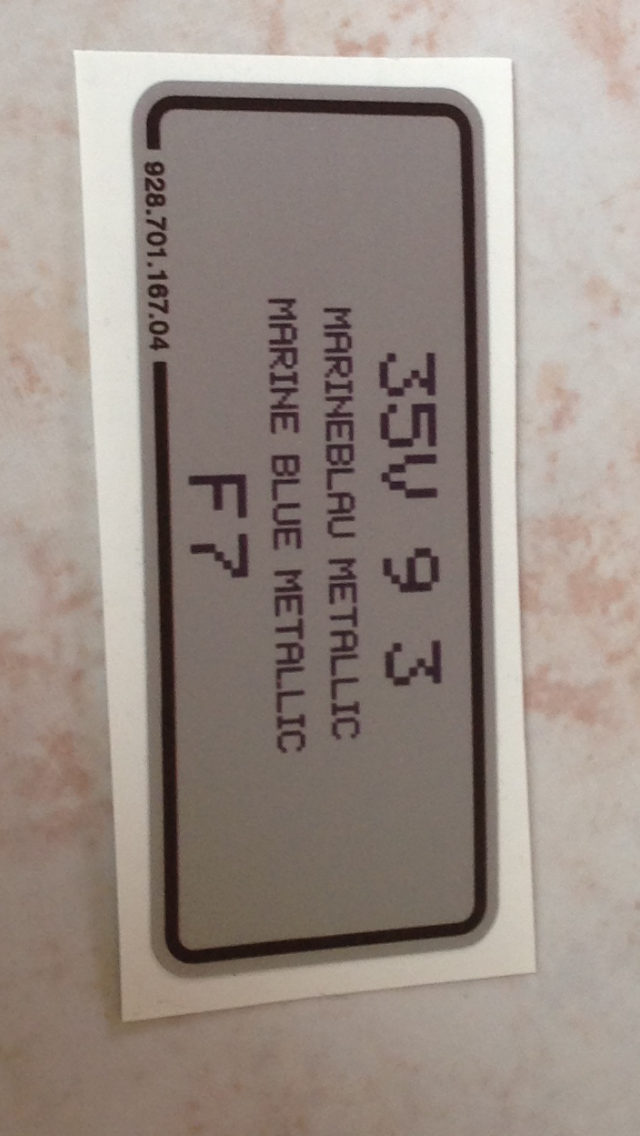 35V 9 3
MARINEBLAU METALLIC
MARINE BLUE METALLIC
F7
928.701.167.04